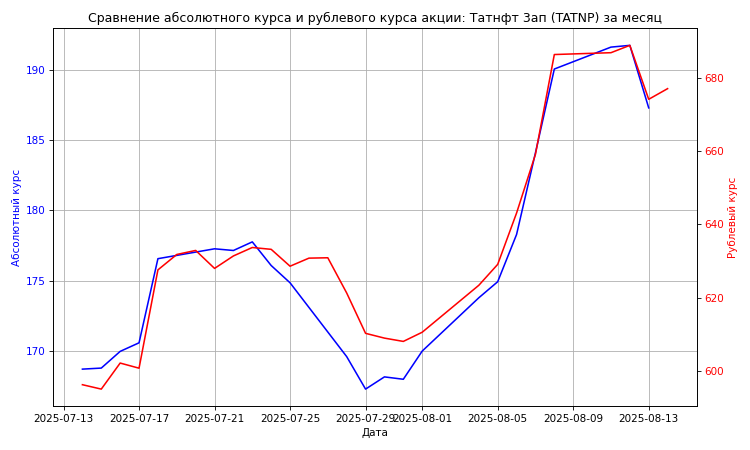 Сравнение абсолютного курса и рублевого курса акции: Татнфт 3ап (TATNP) за месяц
Абсолютный курс
190
185
180
175
170
680
660
640
620
600
Рублевый курс
2025-07-13 2025-07-17 2025-07-21 2025-07-25 2025-07-29 2025-08-01 2025-08-05 2025-08-09 2025-08-13
Дата